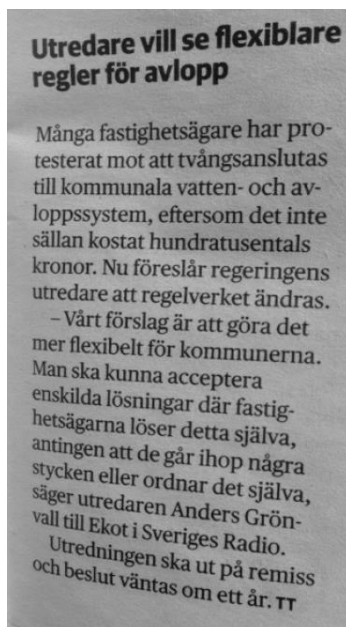 Utredare vill se flexiblare
regler för avlopp
Många fastighetsägare har pro-
testerat mot att tvångsanslutas
till kommunala vatten- och av-
loppssystem, eftersom det inte
sällan kostat hundratusentals
kronor. Nu föreslår regeringens
utredare att regelverket ändras.
– Vårt förslag är att göra det
mer flexibelt för kommunerna.
Man ska kunna acceptera
enskilda lösningar där fastig-
hetsägarna löser detta själva,
antingen att de går ihop några
stycken eller ordnar det själva,
säger utredaren Anders Grön-
vall till Ekot i Sveriges Radio.
Utredningen ska ut på remiss
och beslut väntas om ett år. TT